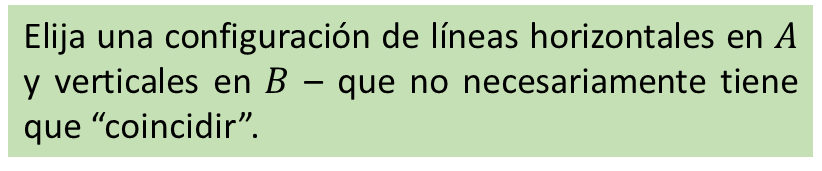 Elija una configuración de líneas horizontales en A
y verticales en B – que no necesariamente tiene
que “coincidir”.